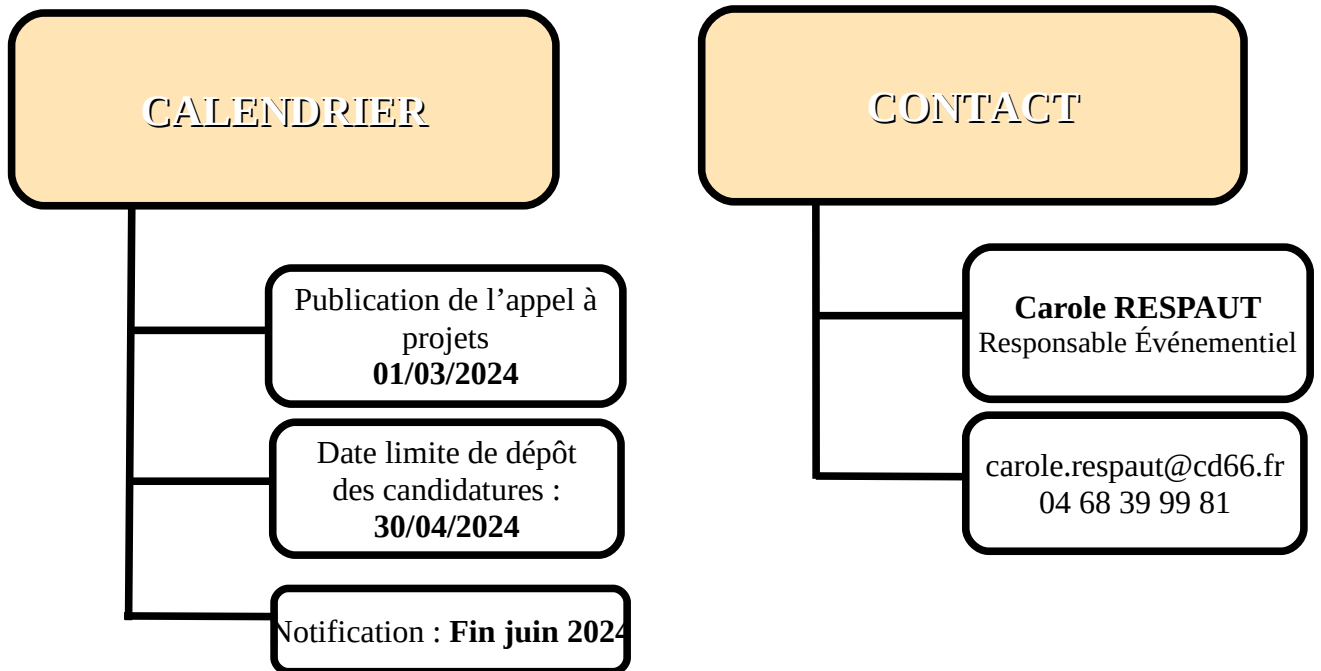 CALENDRIER
Publication de l’appel à
projets
01/03/2024
Date limite de dépôt
des candidatures :
30/04/2024
Notification : Fin juin 2024
CONTACT
Carole RESPAUT
Responsable Événementiel
carole.respaut@cd66.fr
04 68 39 99 81